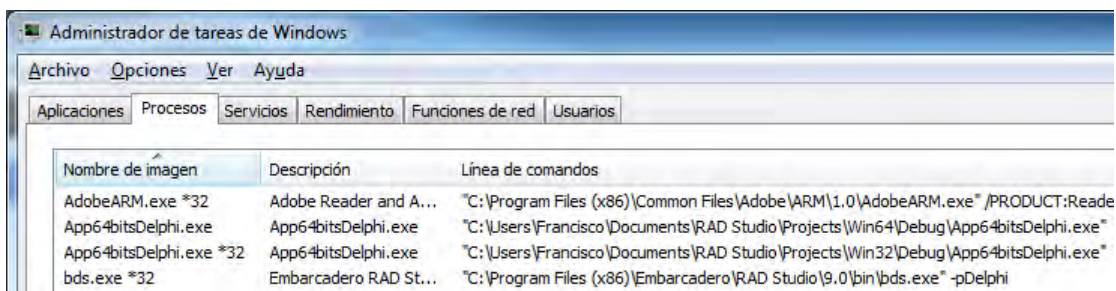 Administrador de tareas de Windows
Archivo Opciones Ver Ayuda
Aplicaciones Procesos Servicios Rendimiento Funciones de red Usuarios
Nombre de imagen Descripción Línea de comandos
AdobeARM.exe *32 Adobe Reader and A... "C:\Program Files (x86)\Common Files\Adobe\ARM\1.0\AdobeARM.exe" /PRODUCT:Reade
App64bitsDelphi.exe App64bitsDelphi.exe "C:\Users\Francisco\Documents\RAD Studio\Projects\Win64\Debug\App64bitsDelphi.exe"
App64bitsDelphi.exe *32 App64bitsDelphi.exe "C:\Users\Francisco\Documents\RAD Studio\Projects\Win32\Debug\App64bitsDelphi.exe"
bds.exe *32 Embarcadero RAD St... "C:\Program Files (x86)\Embarcadero\RAD Studio\9.0\bin\bds.exe" -pDelphi